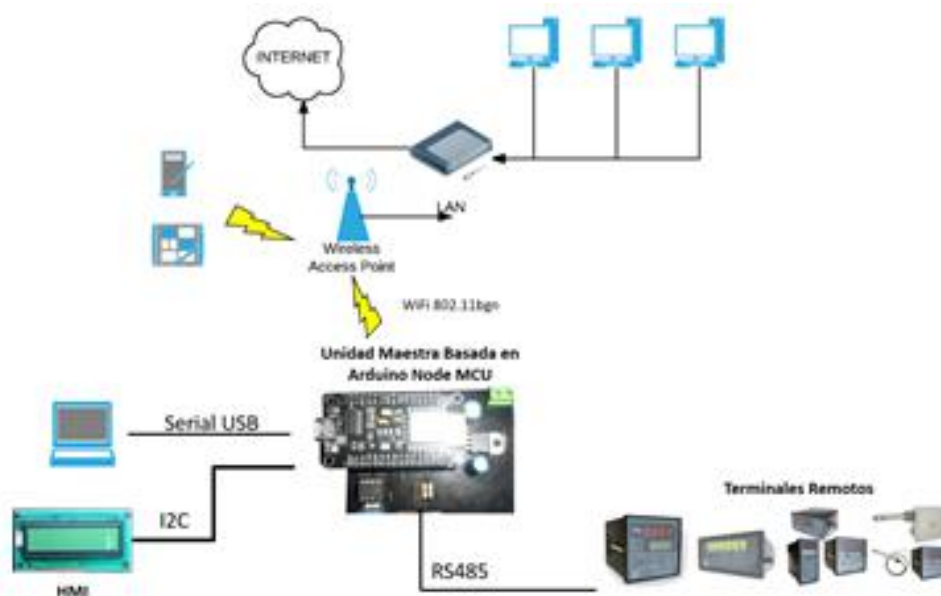 INTERNET
LAN
Wireless
Access Point
WiFi 802.11bgn
Unidad Maestra Basada en
Arduino Node MCU
Serial USB
I2C
HMI
RS485
Terminales Remotos